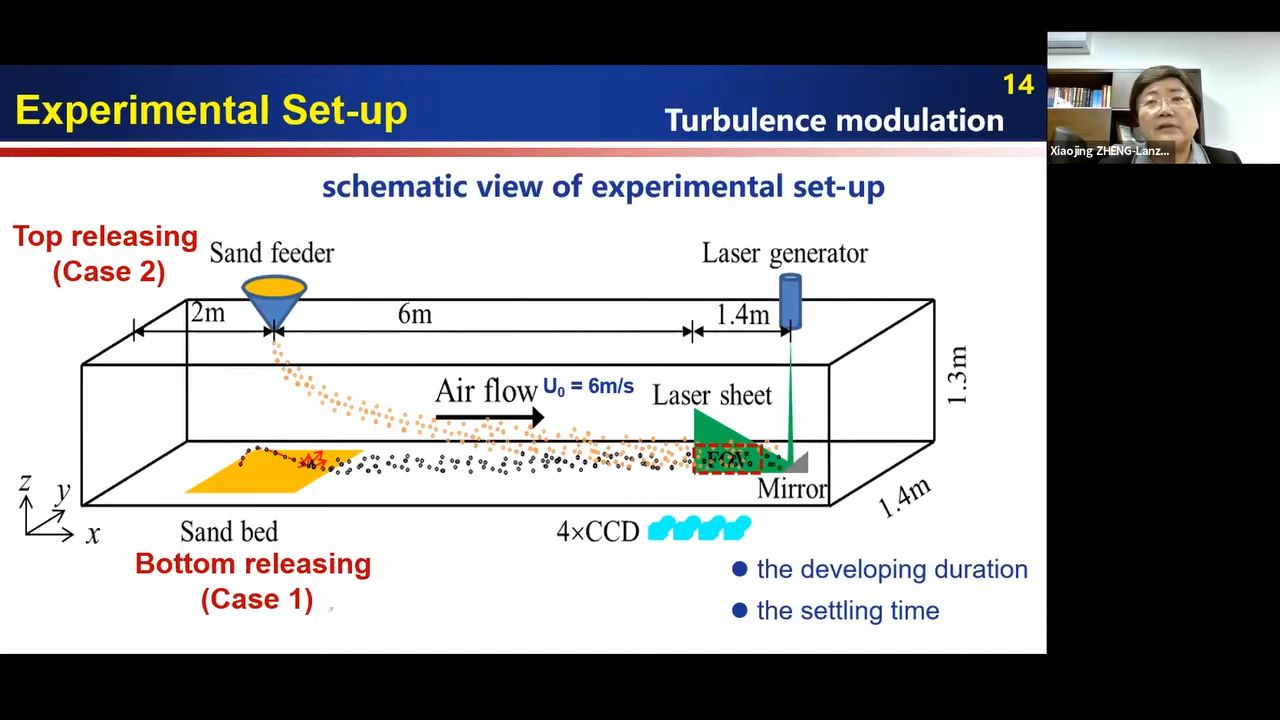 14
Experimental Set-up
Turbulence modulation
Xiaojing ZHENG-Lanz...
schematic view of experimental set-up
Top releasing
(Case 2)
Sand feeder
Laser generator
2m
6m
1.4m
Air flow
U₀ = 6m/s
Laser sheet
1.3m
FOV
Mirror
1.4m
z
y
x
Sand bed
4×CCD
Bottom releasing
(Case 1)
● the developing duration
● the settling time